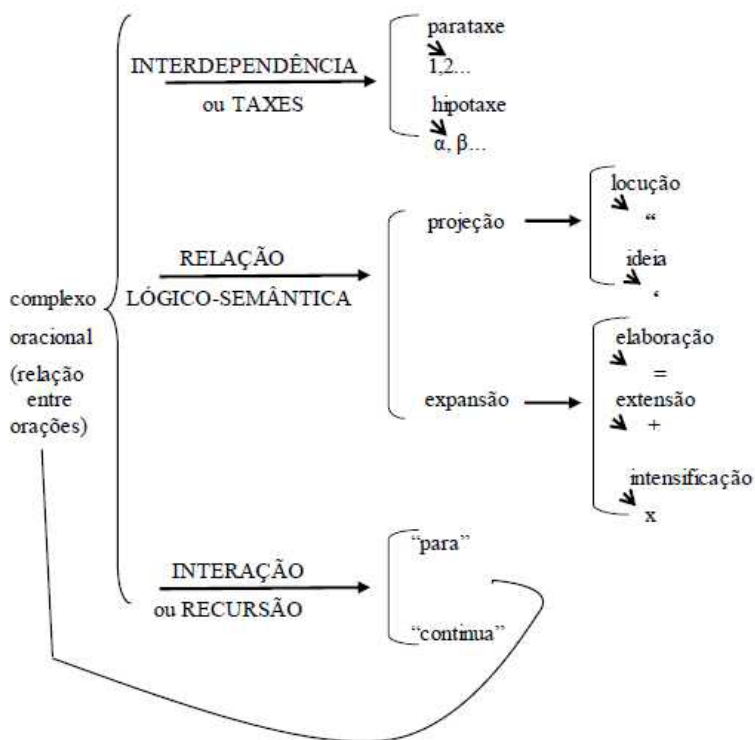 complexo
oracional
(relação
entre
orações)
INTERDEPENDÊNCIA
ou TAXES
parataxe
1,2...
hipotaxe
α, β...
RELAÇÃO
LÓGICO-SEMÂNTICA
projeção
locução
“
ideia
‘
expansão
elaboração
=
extensão
+
intensificação
x
INTERAÇÃO
ou RECURSÃO
“para”
“continua”